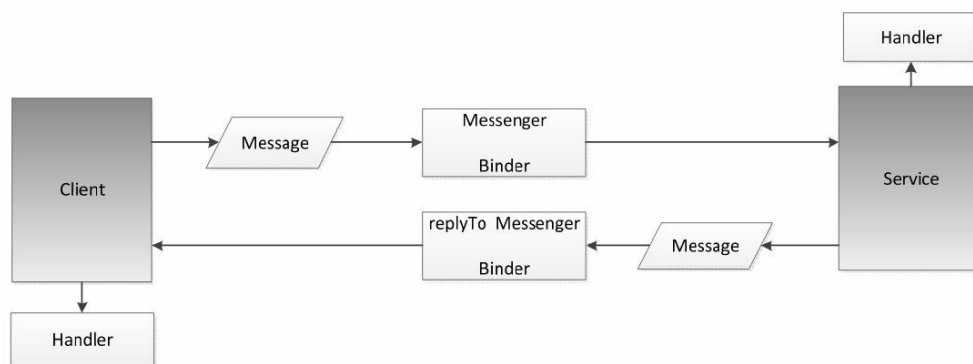 Handler
Message
Messenger
Binder
Client
Service
replyTo Messenger
Binder
Message
Handler